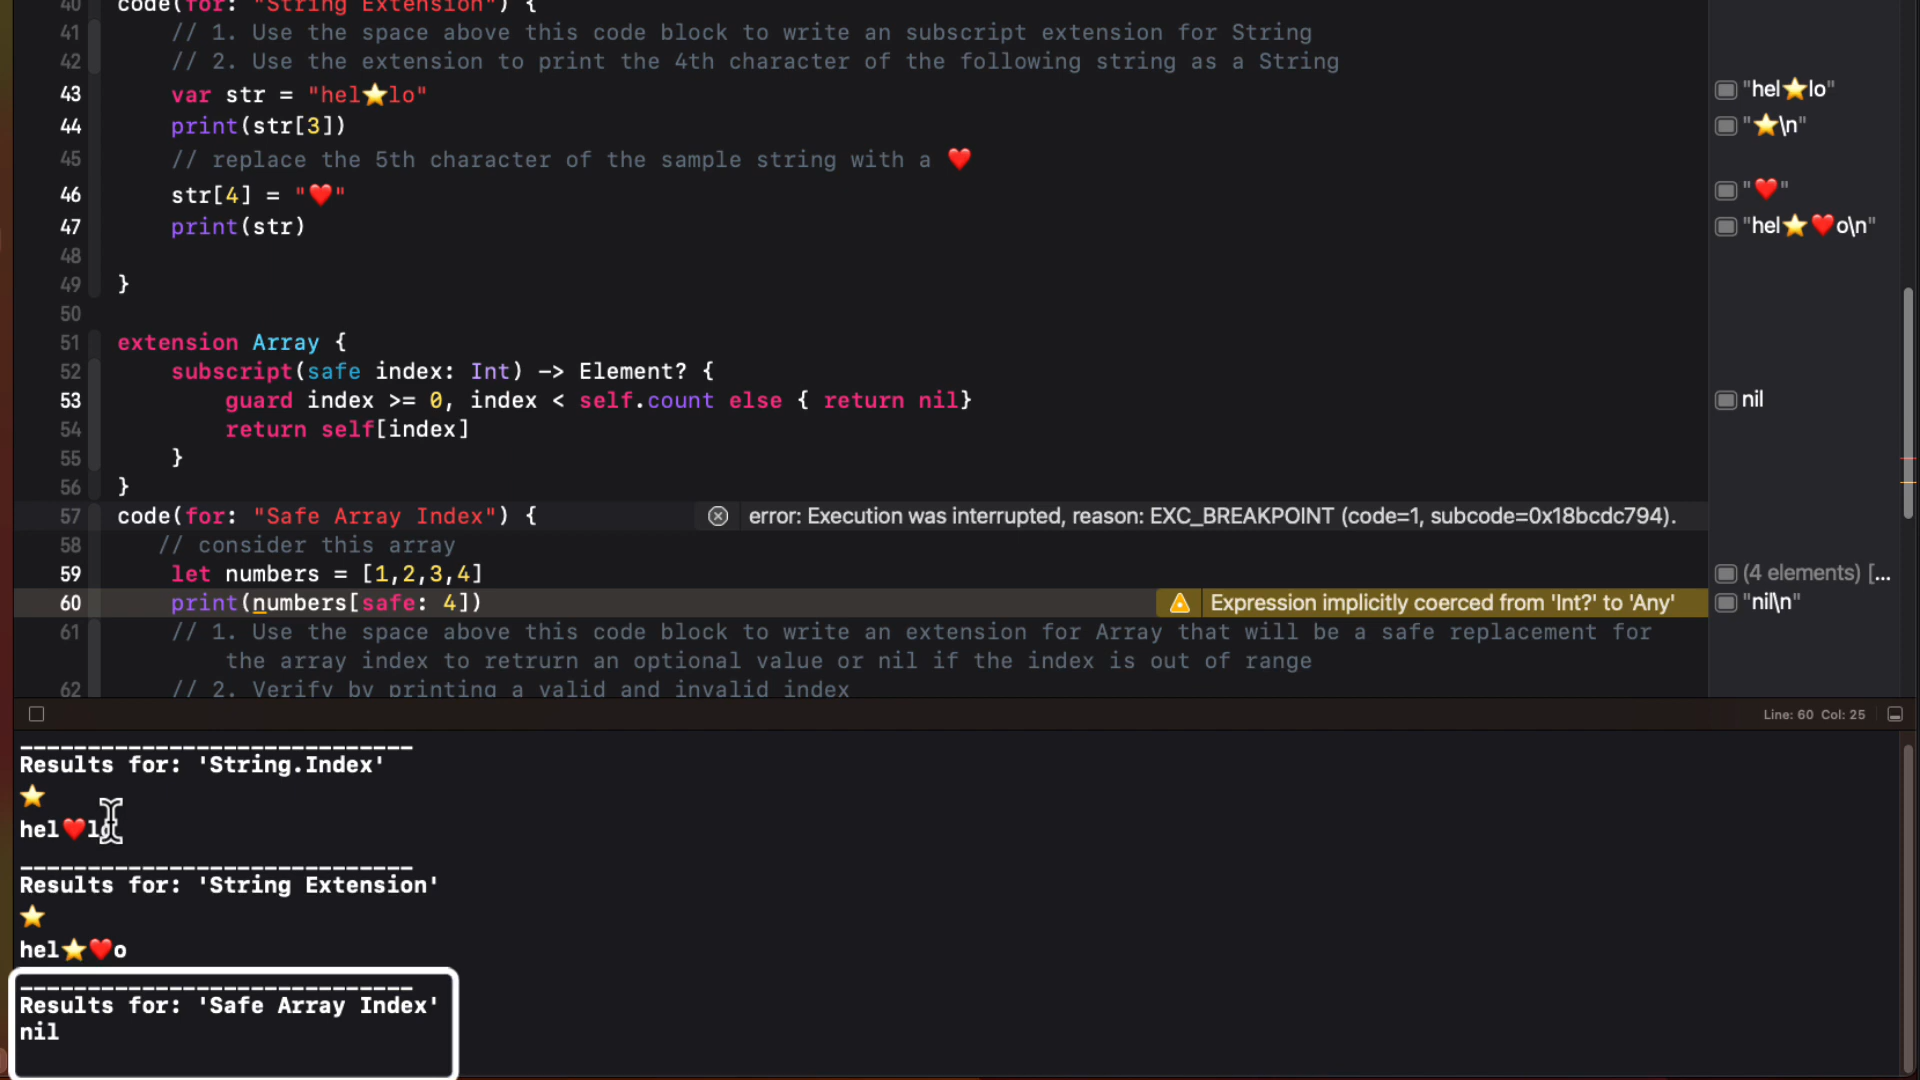 40 code(for: "String Extension") {
41 // 1. Use the space above this code block to write an subscript extension for String
42 // 2. Use the extension to print the 4th character of the following string as a String
43 var str = "hel⭐️lo" "hel⭐️lo"
44 print(str[3]) "⭐️\n"
45 // replace the 5th character of the sample string with a ❤️
46 str[4] = "❤️" "❤️"
47 print(str) "hel⭐️❤️o\n"
48
49 }
50
51 extension Array {
52 subscript(safe index: Int) -> Element? {
53 guard index >= 0, index < self.count else { return nil} nil
54 return self[index]
55 }
56 }
57 code(for: "Safe Array Index") { error: Execution was interrupted, reason: EXC_BREAKPOINT (code=1, subcode=0x18bcdc794).
58 // consider this array
59 let numbers = [1,2,3,4] (4 elements) [...
60 print(numbers[safe: 4]) Expression implicitly coerced from 'Int?' to 'Any' "nil\n"
61 // 1. Use the space above this code block to write an extension for Array that will be a safe replacement for
the array index to retrurn an optional value or nil if the index is out of range
62 // 2. Verify by printing a valid and invalid index
Line: 60 Col: 25
_____________________________
Results for: 'String.Index'
⭐️
hel❤️lo
_____________________________
Results for: 'String Extension'
⭐️
hel⭐️❤️o
_____________________________
Results for: 'Safe Array Index'
nil